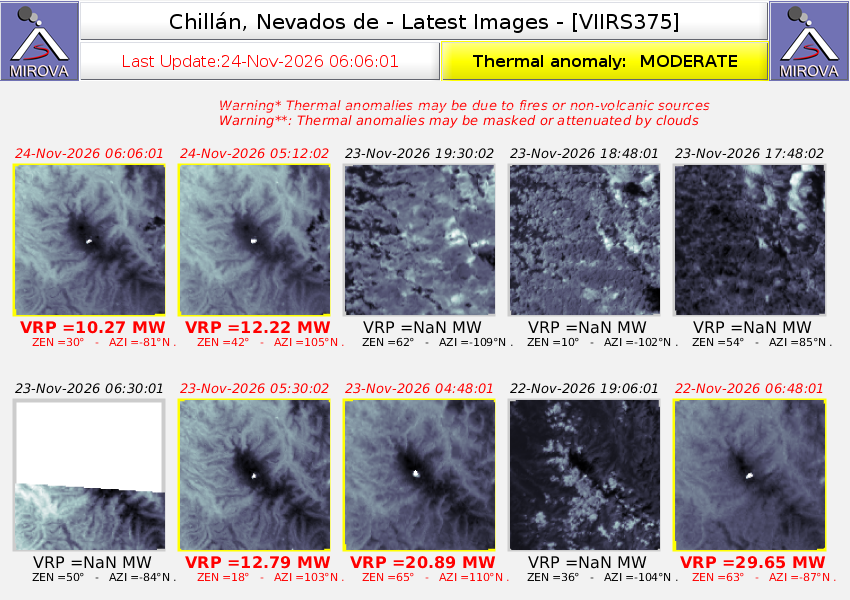 Chillán, Nevados de - Latest Images - [VIIRS375]
MIROVA
Last Update:24-Nov-2026 06:06:01
Thermal anomaly: MODERATE
MIROVA
Warning* Thermal anomalies may be due to fires or non-volcanic sources
Warning**: Thermal anomalies may be masked or attenuated by clouds
24-Nov-2026 06:06:01 24-Nov-2026 05:12:02 23-Nov-2026 19:30:02 23-Nov-2026 18:48:01 23-Nov-2026 17:48:02
VRP =10.27 MW VRP =12.22 MW VRP =NaN MW VRP =NaN MW VRP =NaN MW
ZEN =30° - AZI =-81°N . ZEN =42° - AZI =105°N . ZEN =62° - AZI =-109°N . ZEN =10° - AZI =-102°N . ZEN =54° - AZI =85°N .
23-Nov-2026 06:30:01 23-Nov-2026 05:30:02 23-Nov-2026 04:48:01 22-Nov-2026 19:06:01 22-Nov-2026 06:48:01
VRP =NaN MW VRP =12.79 MW VRP =20.89 MW VRP =NaN MW VRP =29.65 MW
ZEN =50° - AZI =-84°N . ZEN =18° - AZI =103°N . ZEN =65° - AZI =110°N . ZEN =36° - AZI =-104°N . ZEN =63° - AZI =-87°N .